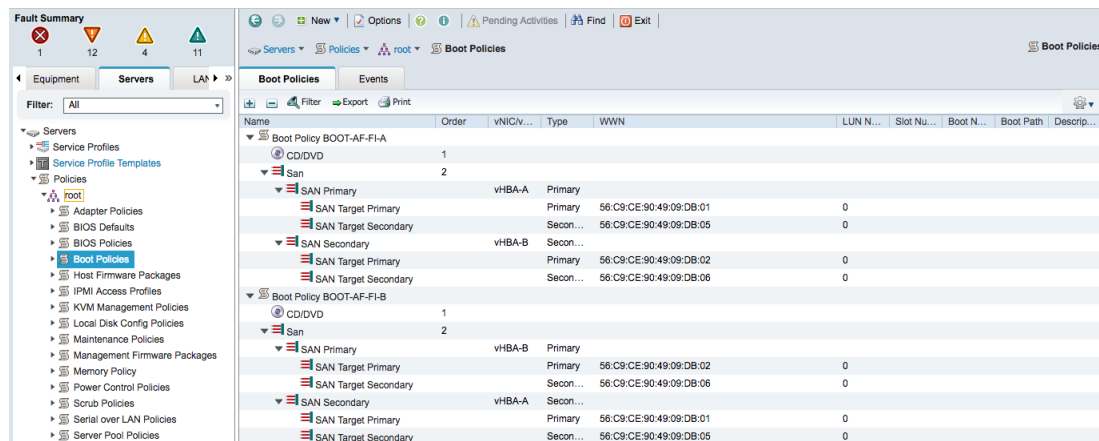 Fault Summary
1 12 4 11
Equipment Servers LAN
Filter: All
Servers
Service Profiles
Service Profile Templates
Policies
root
Adapter Policies
BIOS Defaults
BIOS Policies
Boot Policies
Host Firmware Packages
IPMI Access Profiles
KVM Management Policies
Local Disk Config Policies
Maintenance Policies
Management Firmware Packages
Memory Policy
Power Control Policies
Scrub Policies
Serial over LAN Policies
Server Pool Policies
New Options Pending Activities Find Exit
Servers Policies root Boot Policies Boot Policies
Boot Policies Events
Filter Export Print
Name Order vNIC/v... Type WWN LUN N... Slot Nu... Boot N... Boot Path Descrip...
Boot Policy BOOT-AF-FI-A
CD/DVD 1
San 2
SAN Primary vHBA-A Primary
SAN Target Primary Primary 56:C9:CE:90:49:09:DB:01 0
SAN Target Secondary Secon... 56:C9:CE:90:49:09:DB:05 0
SAN Secondary vHBA-B Secon...
SAN Target Primary Primary 56:C9:CE:90:49:09:DB:02 0
SAN Target Secondary Secon... 56:C9:CE:90:49:09:DB:06 0
Boot Policy BOOT-AF-FI-B
CD/DVD 1
San 2
SAN Primary vHBA-B Primary
SAN Target Primary Primary 56:C9:CE:90:49:09:DB:02 0
SAN Target Secondary Secon... 56:C9:CE:90:49:09:DB:06 0
SAN Secondary vHBA-A Secon...
SAN Target Primary Primary 56:C9:CE:90:49:09:DB:01 0
SAN Target Secondary Secon... 56:C9:CE:90:49:09:DB:05 0